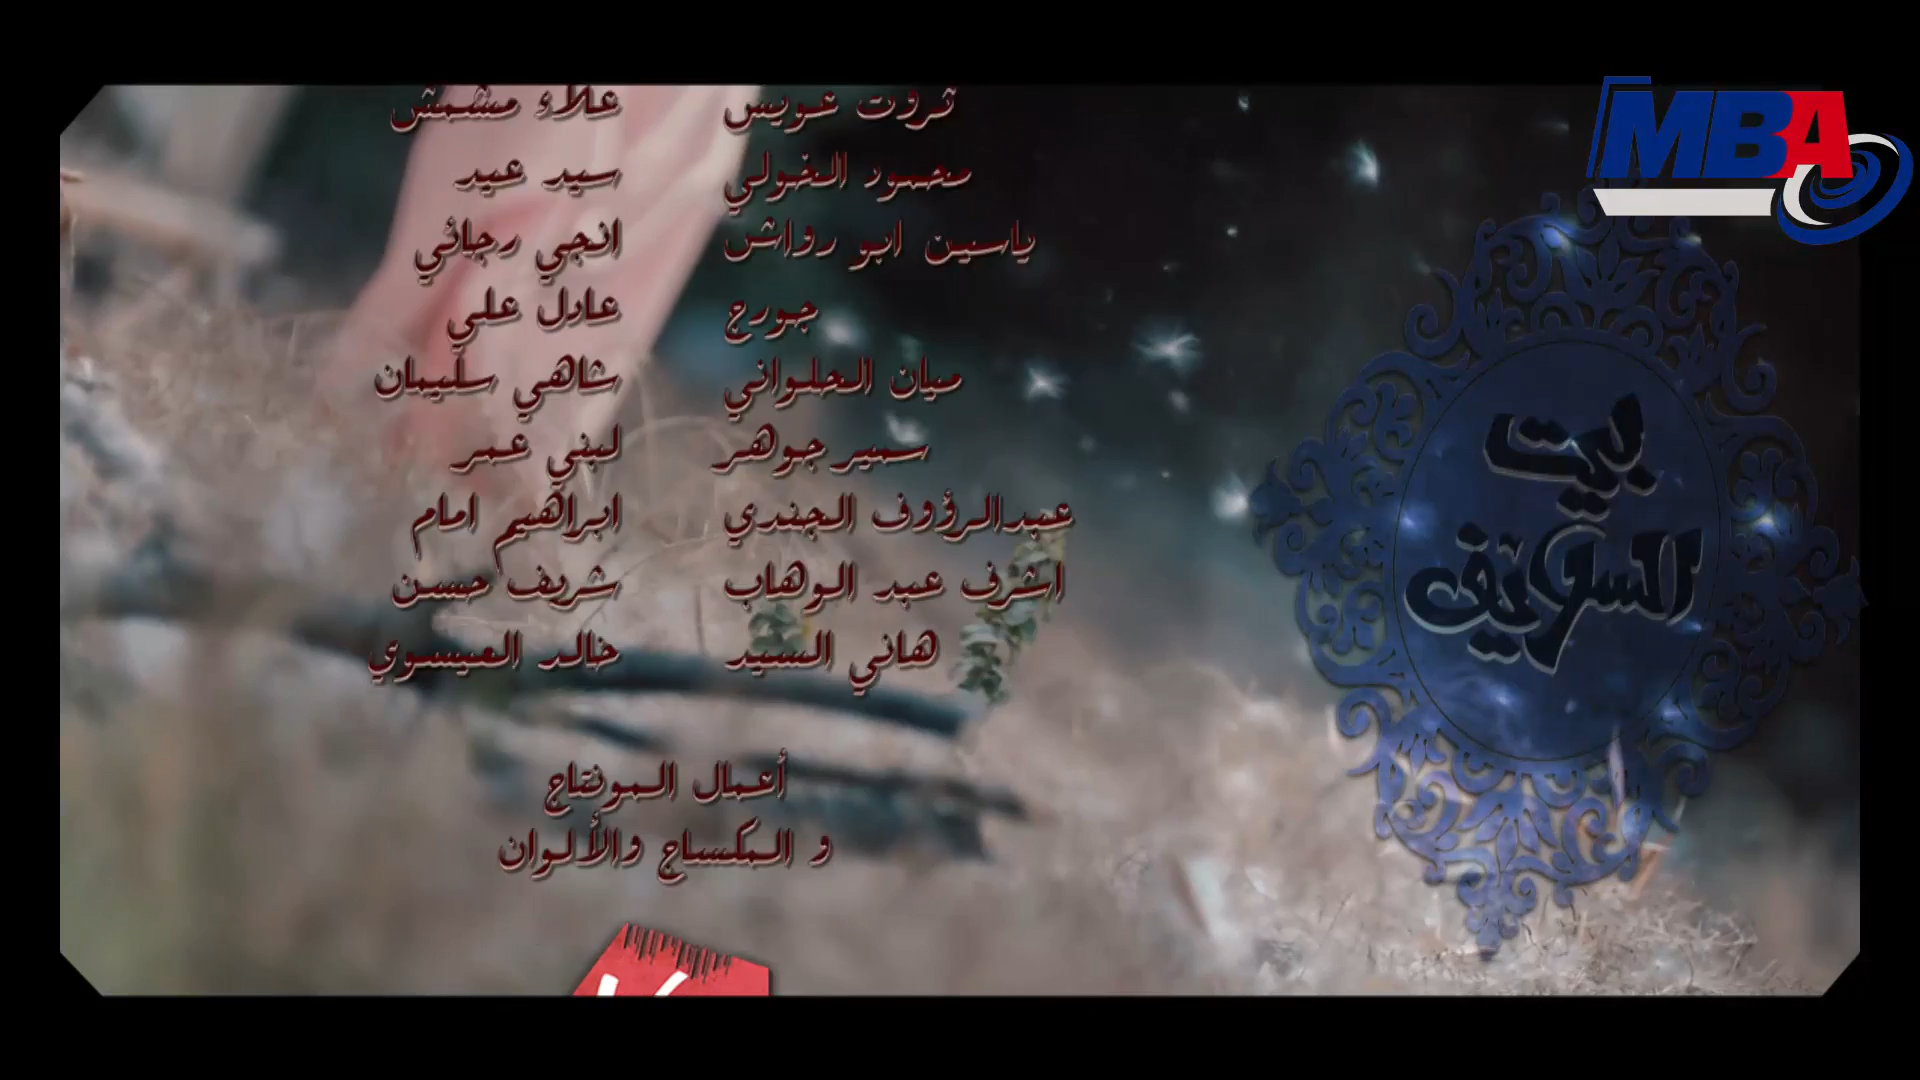 ثروت عويس علاء مشمش
محمود الخولي سيد عيد
ياسين ابو رواش انجي رجائي
جورج عادل علي
ميان الحلواني شاهي سليمان
سمير جوهر لبني عمر
عبدالرؤوف الجندي ابراهيم امام
اشرف عبد الوهاب شريف حسن
هاني السيد خالد العيسوي
أعمال المونتاج
و المكساج والألوان
بيت
السويفي
MBA